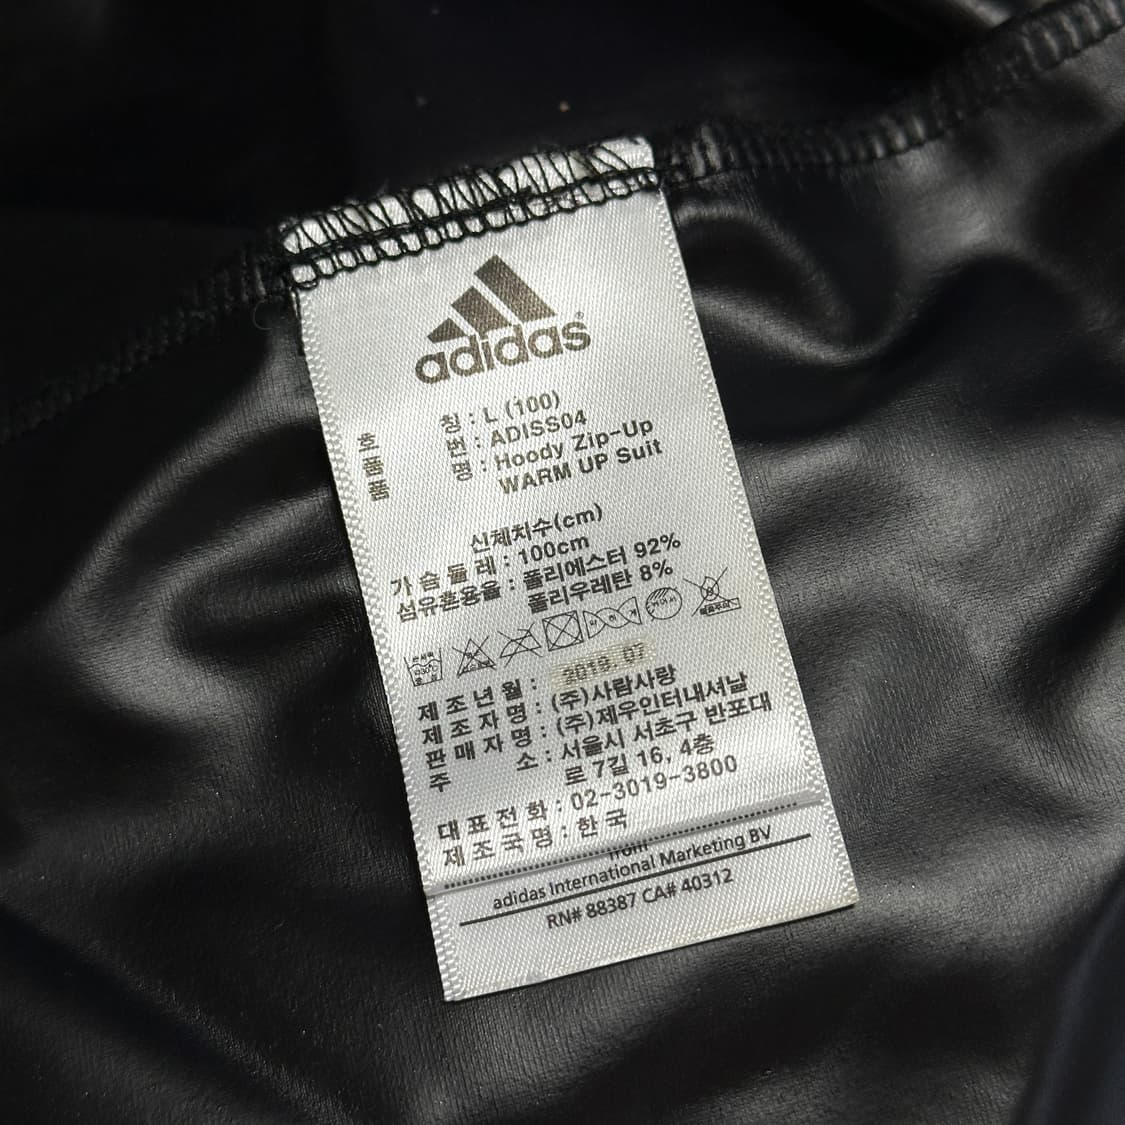 adidas®
호 칭 : L (100)
품 번 : ADISS04
품 명 : Hoody Zip-Up
WARM UP Suit
신체치수(cm)
가 슴 둘 레 : 100cm
섬유혼용율 : 폴리에스터 92%
폴리우레탄 8%
제 조 년 월 : 2019. 07
제 조 자 명 : (주)사람사랑
판 매 자 명 : (주)제우인터내셔날
주 소 : 서울시 서초구 반포대
로 7길 16, 4층
대 표 전 화 : 02-3019-3800
제 조 국 명 : 한 국
from
adidas International Marketing BV
RN# 88387 CA# 40312